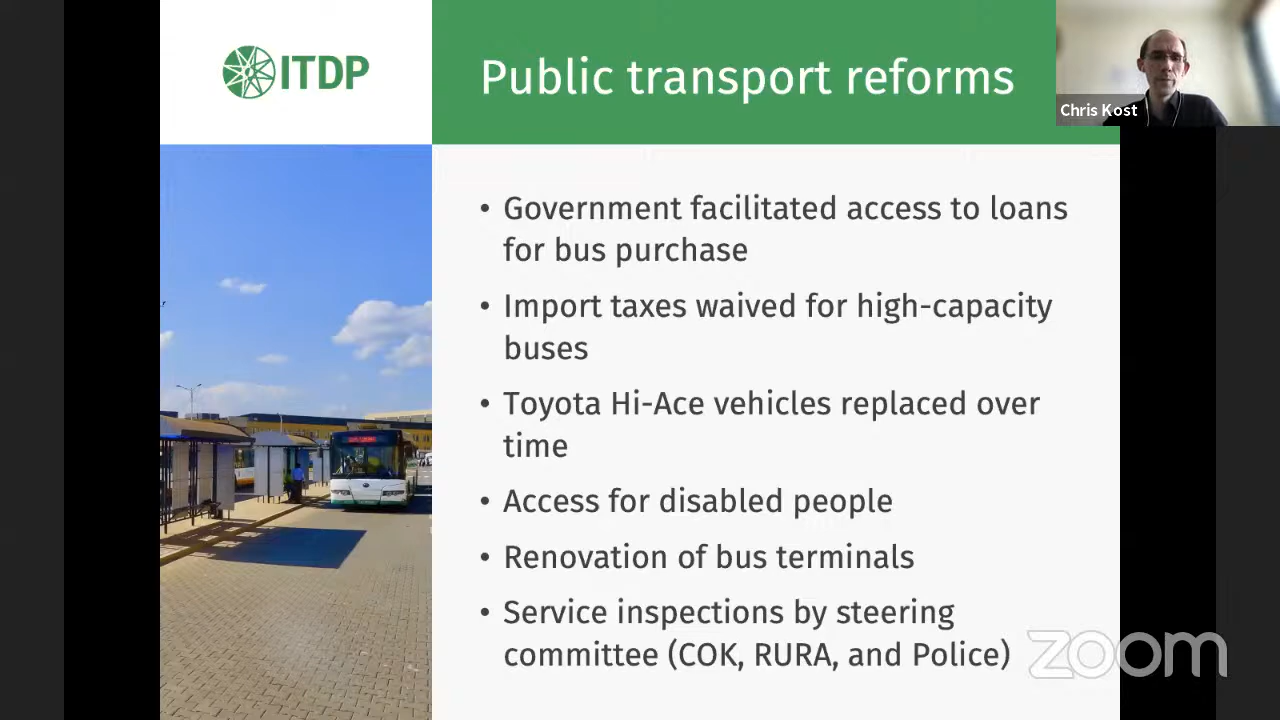 ITDP
Public transport reforms
Chris Kost
• Government facilitated access to loans
for bus purchase
• Import taxes waived for high-capacity
buses
• Toyota Hi-Ace vehicles replaced over
time
• Access for disabled people
• Renovation of bus terminals
• Service inspections by steering
committee (COK, RURA, and Police)
zoom